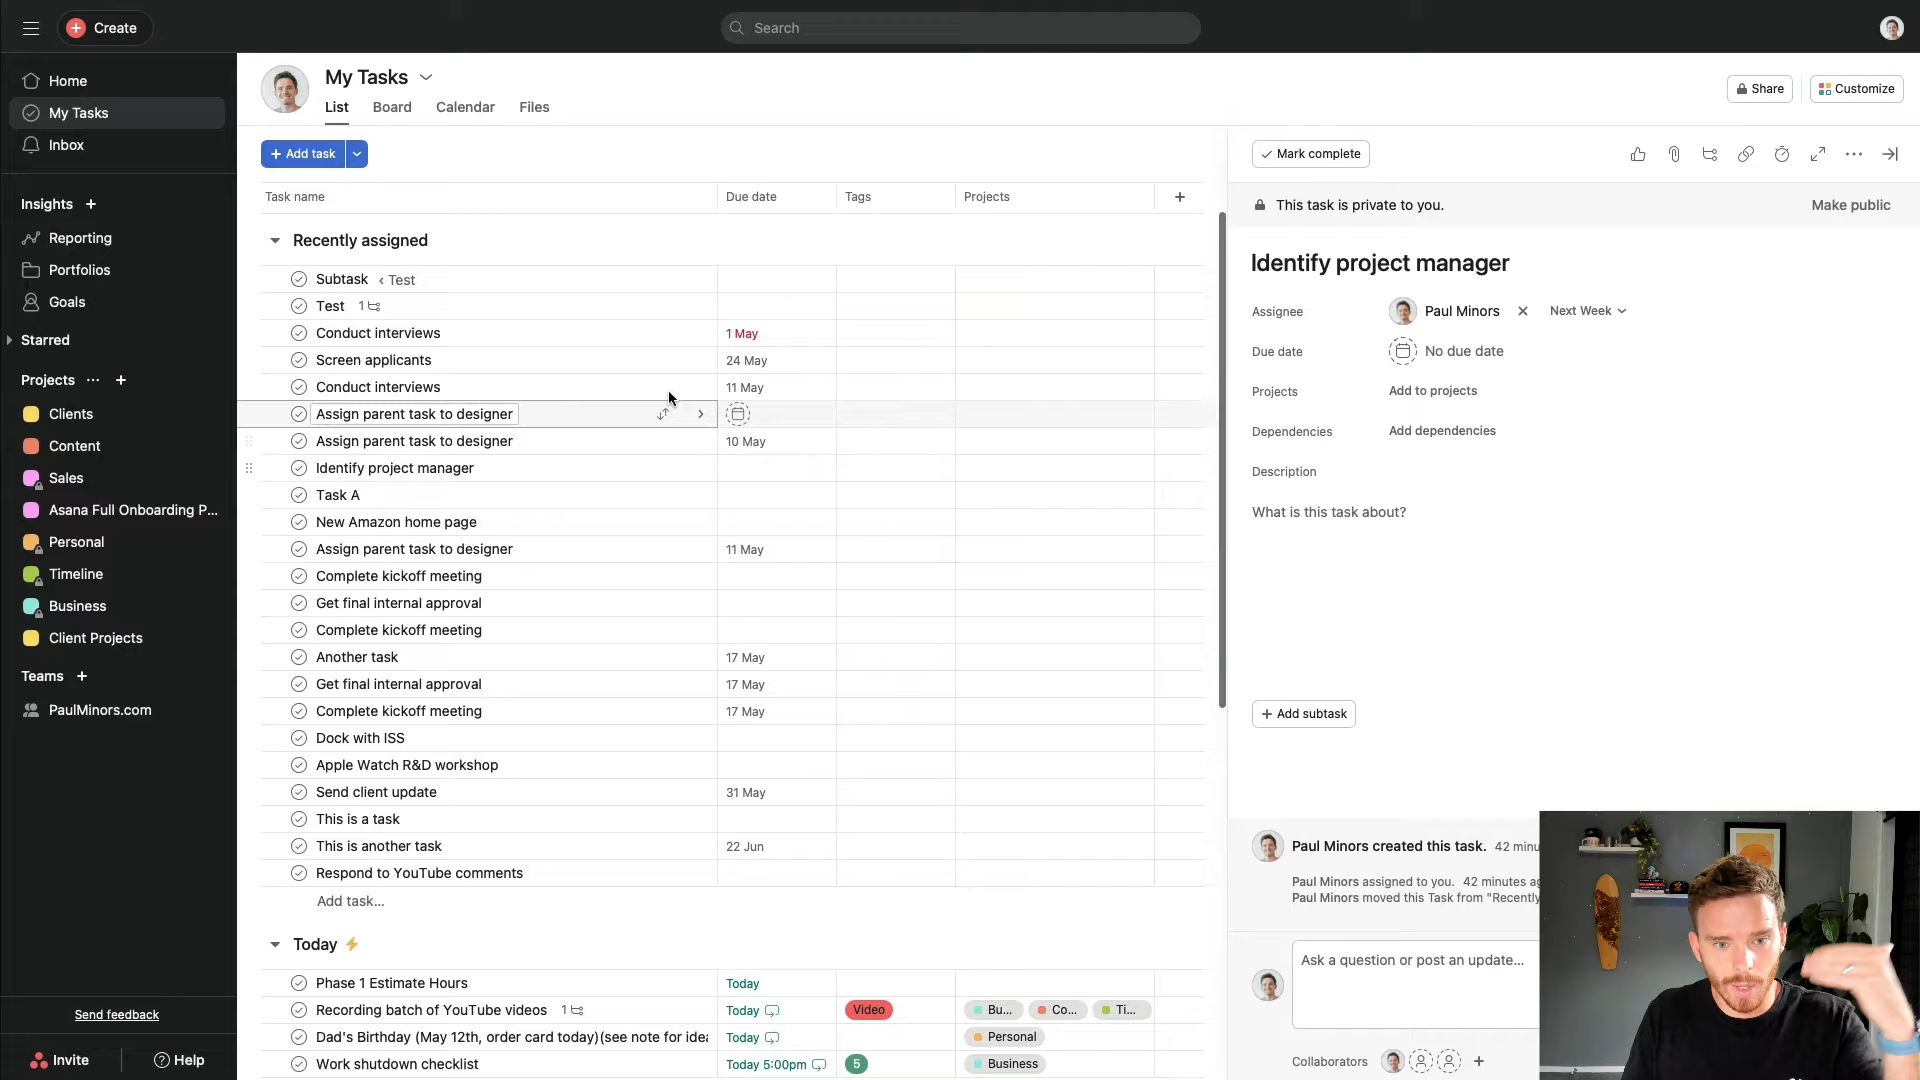 Create
Search
Home
My Tasks
Inbox
Insights
Reporting
Portfolios
Goals
Starred
Projects
Clients
Content
Sales
Asana Full Onboarding P...
Personal
Timeline
Business
Client Projects
Teams
PaulMinors.com
Send feedback
Invite
Help
My Tasks
List Board Calendar Files
Share
Customize
Add task
Task name Due date Tags Projects
Recently assigned
Subtask ‹ Test
Test 1
Conduct interviews 1 May
Screen applicants 24 May
Conduct interviews 11 May
Assign parent task to designer
Assign parent task to designer 10 May
Identify project manager
Task A
New Amazon home page
Assign parent task to designer 11 May
Complete kickoff meeting
Get final internal approval
Complete kickoff meeting
Another task 17 May
Get final internal approval 17 May
Complete kickoff meeting 17 May
Dock with ISS
Apple Watch R&D workshop
Send client update 31 May
This is a task
This is another task 22 Jun
Respond to YouTube comments
Add task...
Today
Phase 1 Estimate Hours Today
Recording batch of YouTube videos 1 Today Video Bu... Co... Ti...
Dad's Birthday (May 12th, order card today)(see note for idea Today Personal
Work shutdown checklist Today 5:00pm 5 Business
Mark complete
This task is private to you. Make public
Identify project manager
Assignee Paul Minors Next Week
Due date No due date
Projects Add to projects
Dependencies Add dependencies
Description
What is this task about?
Add subtask
Paul Minors created this task. 42 minu
Paul Minors assigned to you. 42 minutes ag
Paul Minors moved this Task from "Recently
Ask a question or post an update...
Collaborators